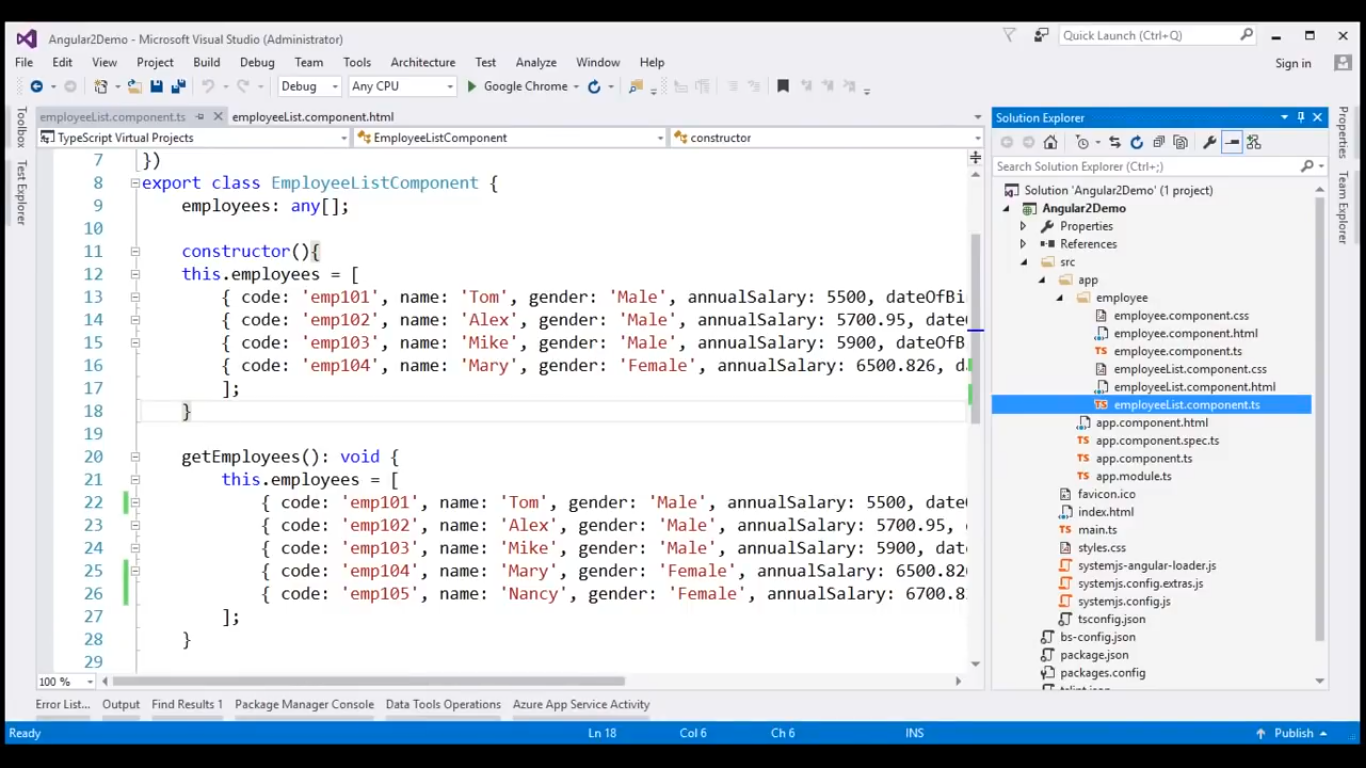 Angular2Demo - Microsoft Visual Studio (Administrator)
Quick Launch (Ctrl+Q)
File Edit View Project Build Debug Team Tools Architecture Test Analyze Window Help
Sign in
Debug Any CPU Google Chrome
Toolbox
Test Explorer
employeeList.component.ts employeeList.component.html
TypeScript Virtual Projects EmployeeListComponent constructor
7 })
8 export class EmployeeListComponent {
9 employees: any[];
10
11 constructor(){
12 this.employees = [
13 { code: 'emp101', name: 'Tom', gender: 'Male', annualSalary: 5500, dateOfBi
14 { code: 'emp102', name: 'Alex', gender: 'Male', annualSalary: 5700.95, date
15 { code: 'emp103', name: 'Mike', gender: 'Male', annualSalary: 5900, dateOfB
16 { code: 'emp104', name: 'Mary', gender: 'Female', annualSalary: 6500.826, d
17 ];
18 }
19
20 getEmployees(): void {
21 this.employees = [
22 { code: 'emp101', name: 'Tom', gender: 'Male', annualSalary: 5500, date
23 { code: 'emp102', name: 'Alex', gender: 'Male', annualSalary: 5700.95,
24 { code: 'emp103', name: 'Mike', gender: 'Male', annualSalary: 5900, dat
25 { code: 'emp104', name: 'Mary', gender: 'Female', annualSalary: 6500.82
26 { code: 'emp105', name: 'Nancy', gender: 'Female', annualSalary: 6700.8
27 ];
28 }
29
100 %
Solution Explorer
Search Solution Explorer (Ctrl+;)
Solution 'Angular2Demo' (1 project)
Angular2Demo
Properties
References
src
app
employee
employee.component.css
employee.component.html
TS employee.component.ts
employeeList.component.css
employeeList.component.html
TS employeeList.component.ts
app.component.html
TS app.component.spec.ts
TS app.component.ts
TS app.module.ts
favicon.ico
index.html
TS main.ts
styles.css
systemjs-angular-loader.js
systemjs.config.extras.js
systemjs.config.js
tsconfig.json
bs-config.json
package.json
packages.config
Properties
Team Explorer
Error List... Output Find Results 1 Package Manager Console Data Tools Operations Azure App Service Activity
Ready Ln 18 Col 6 Ch 6 INS Publish